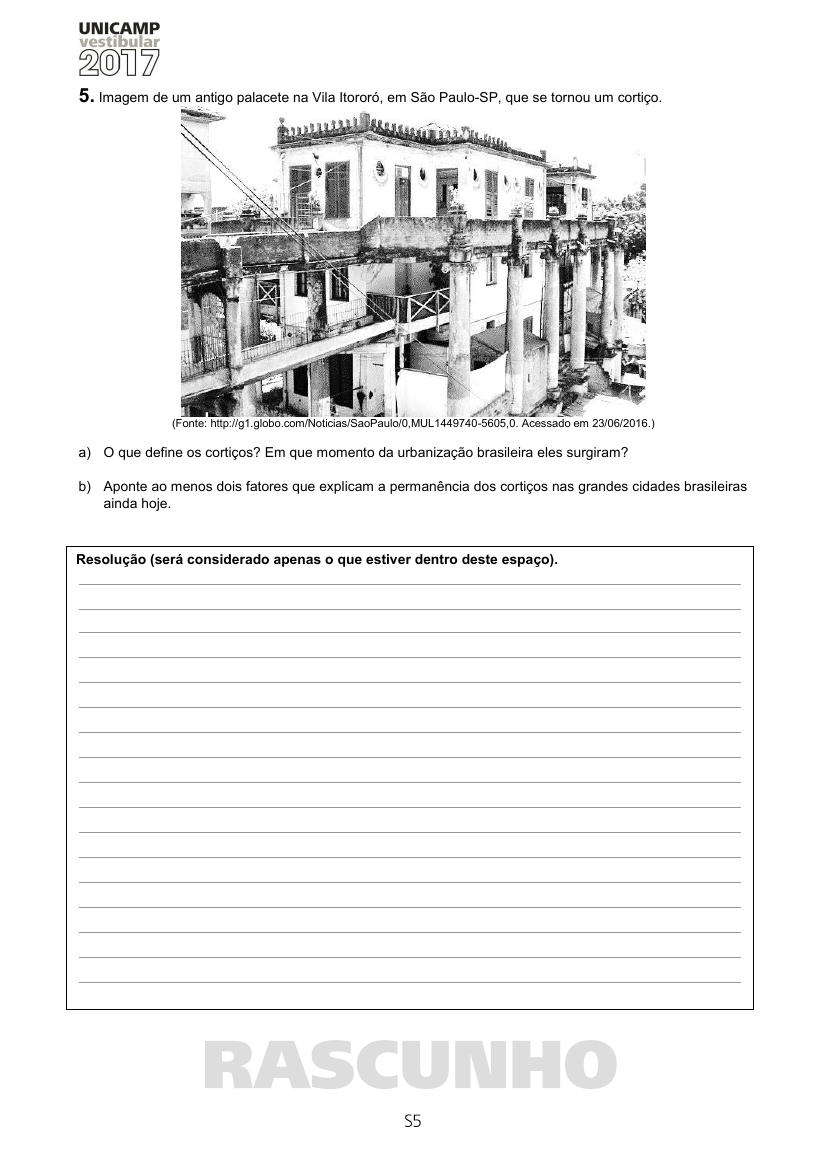 UNICAMP
vestibular
2017
5. Imagem de um antigo palacete na Vila Itororó, em São Paulo-SP, que se tornou um cortiço.
(Fonte: http://g1.globo.com/Noticias/SaoPaulo/0,MUL1449740-5605,0. Acessado em 23/06/2016.)
a) O que define os cortiços? Em que momento da urbanização brasileira eles surgiram?
b) Aponte ao menos dois fatores que explicam a permanência dos cortiços nas grandes cidades brasileiras
ainda hoje.
Resolução (será considerado apenas o que estiver dentro deste espaço).
RASCUNHO
S5